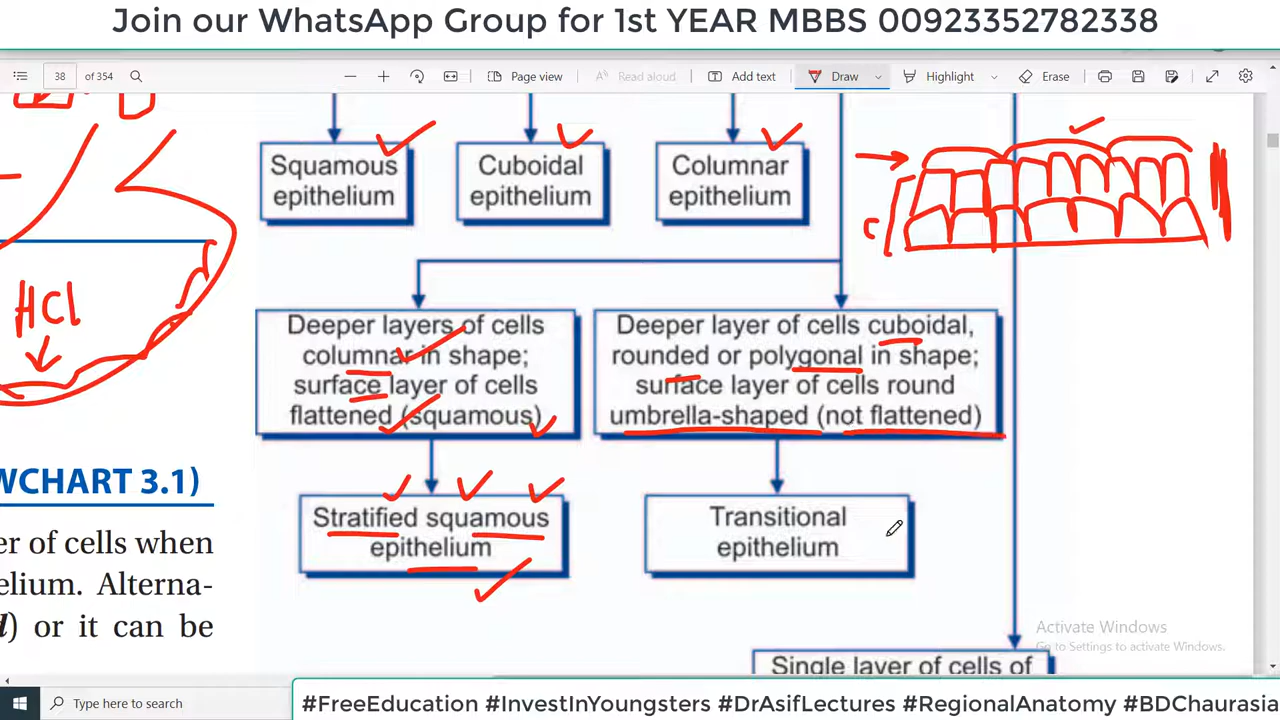 Join our WhatsApp Group for 1st YEAR MBBS 00923352782338
38 of 354
Page view
Read aloud
Add text
Draw
Highlight
Erase
Squamous
epithelium
Cuboidal
epithelium
Columnar
epithelium
C
HCl
Deeper layers of cells
columnar in shape;
surface layer of cells
flattened (squamous)
Deeper layer of cells cuboidal,
rounded or polygonal in shape;
surface layer of cells round
umbrella-shaped (not flattened)
WCHART 3.1)
Stratified squamous
epithelium
Transitional
epithelium
er of cells when
helium. Alterna-
d) or it can be
Activate Windows
Go to Settings to activate Windows.
Single layer of cells of
Type here to search
#FreeEducation #InvestInYoungsters #DrAsifLectures #RegionalAnatomy #BDChaurasia